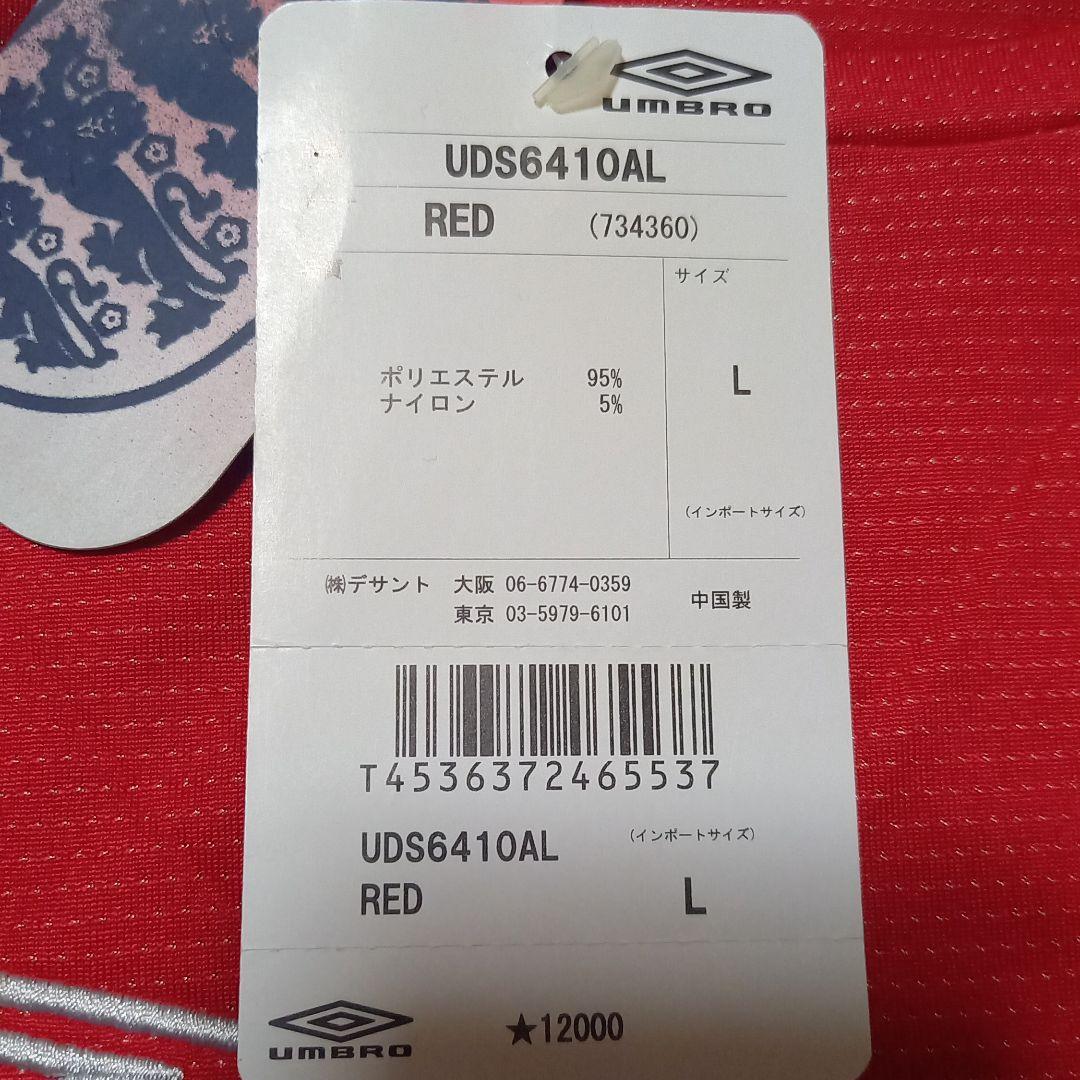 UMBRO
UDS6410AL
RED (734360)
サイズ
ポリエステル 95%
ナイロン 5%
L
(インポートサイズ)
㈱デサント 大阪 06-6774-0359
東京 03-5979-6101
中国製
T4536372465537
UDS6410AL (インポートサイズ)
RED L
UMBRO ★12000